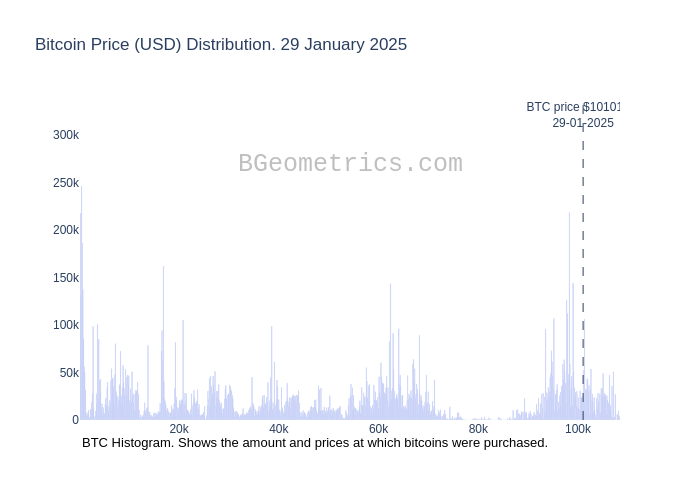 Bitcoin Price (USD) Distribution. 29 January 2025
BTC price $10101
29-01-2025
300k
BGeometrics.com
250k
200k
150k
100k
50k
0
20k
40k
60k
80k
100k
BTC Histogram. Shows the amount and prices at which bitcoins were purchased.